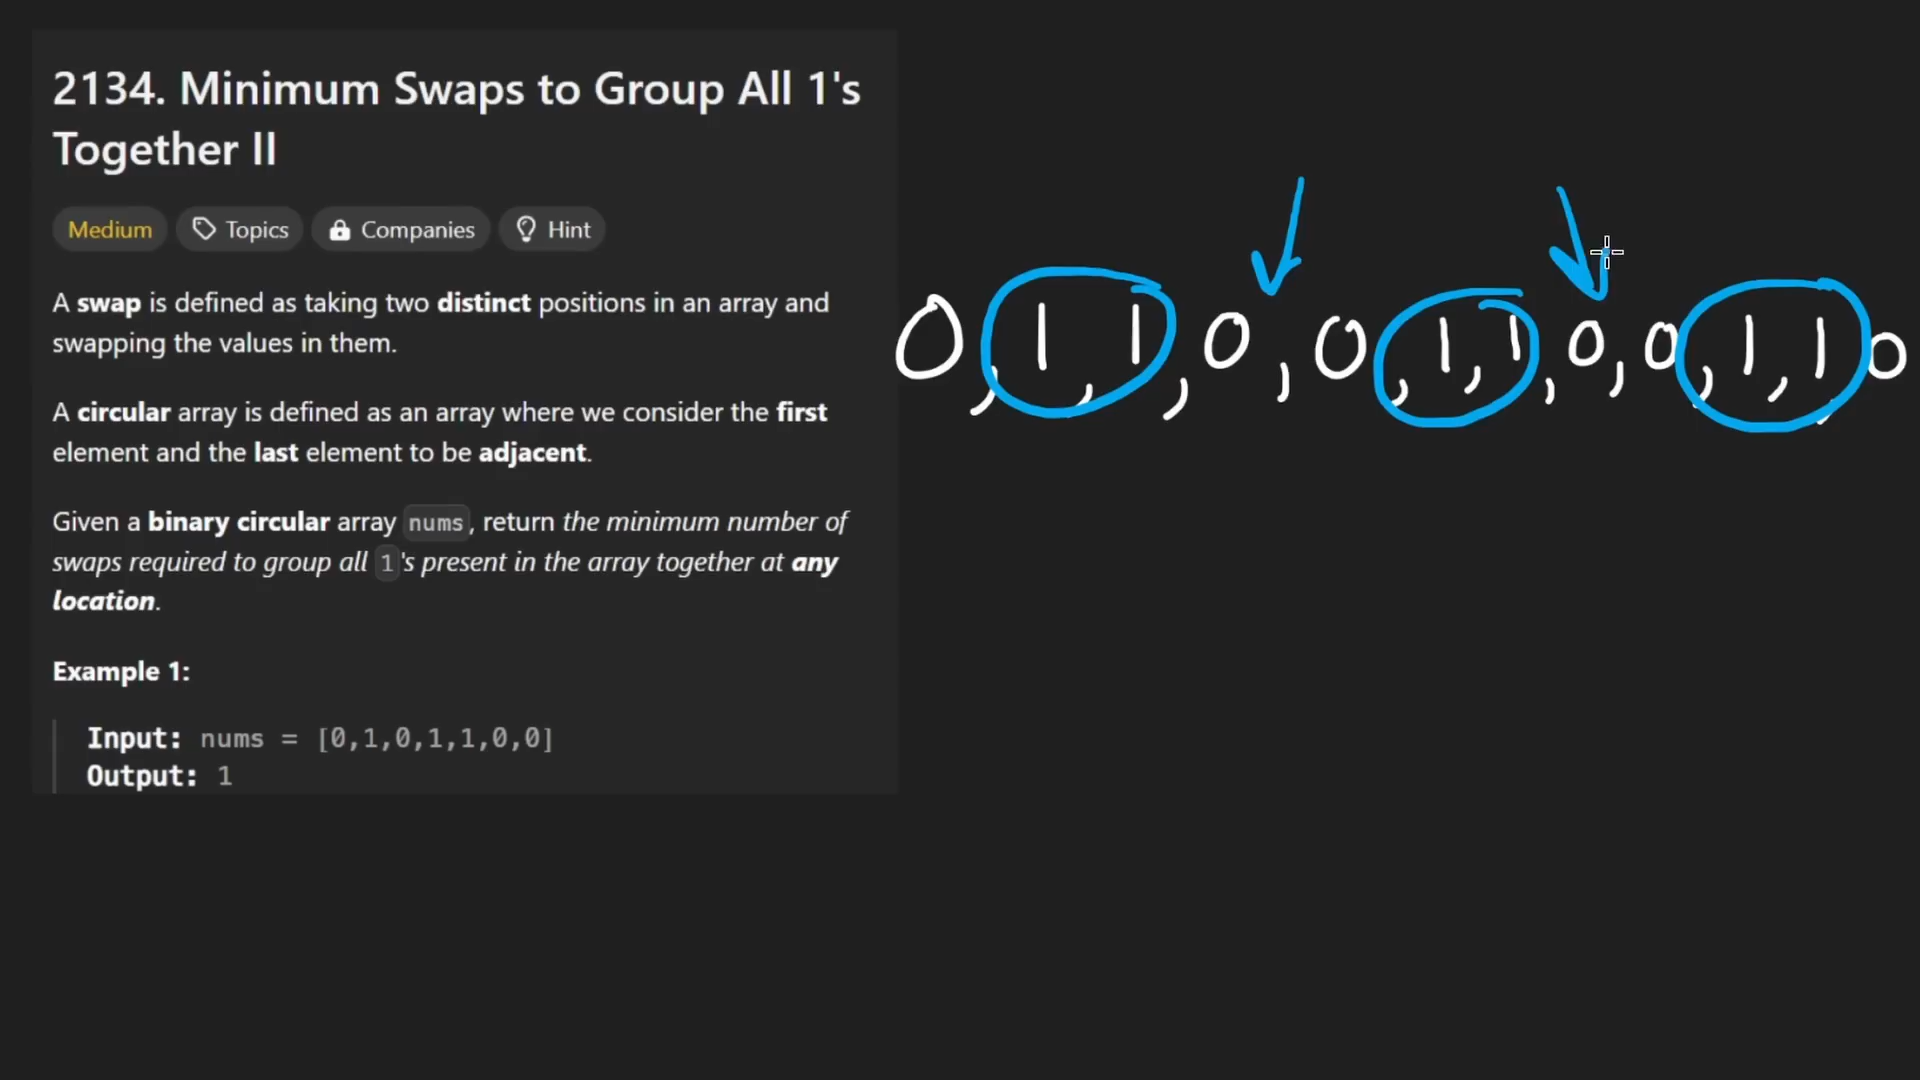 2134. Minimum Swaps to Group All 1's
Together II
Medium Topics Companies Hint
A swap is defined as taking two distinct positions in an array and
swapping the values in them.
A circular array is defined as an array where we consider the first
element and the last element to be adjacent.
Given a binary circular array nums, return the minimum number of
swaps required to group all 1's present in the array together at any
location.
Example 1:
Input: nums = [0,1,0,1,1,0,0]
Output: 1
0, 1, 1, 0, 0, 1, 1, 0, 0, 1, 1, 0